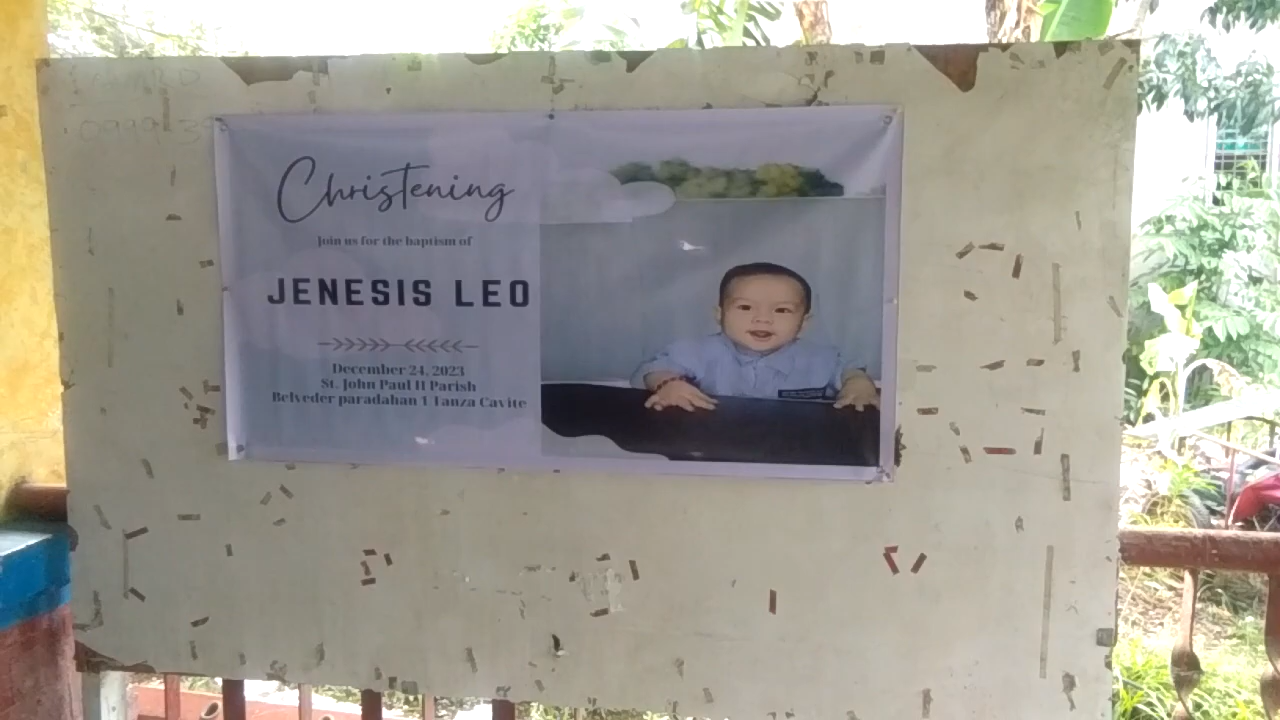 Christening
Join us for the baptism of
JENESIS LEO
December 24, 2023
St. John Paul II Parish
Belveder paradahan 1 Tanza Cavite